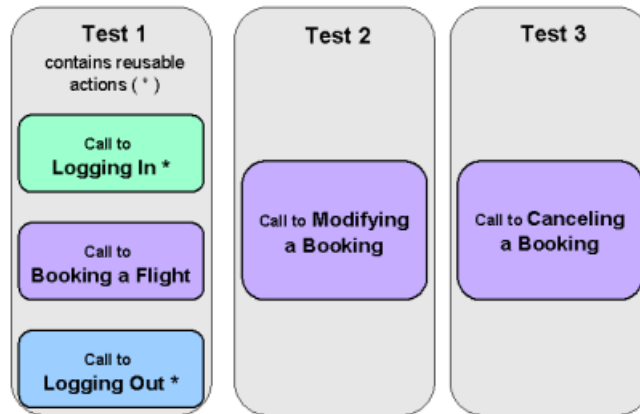 Test 1
contains reusable
actions ( * )
Call to
Logging In *
Call to
Booking a Flight
Call to
Logging Out *
Test 2
Call to Modifying
a Booking
Test 3
Call to Canceling
a Booking